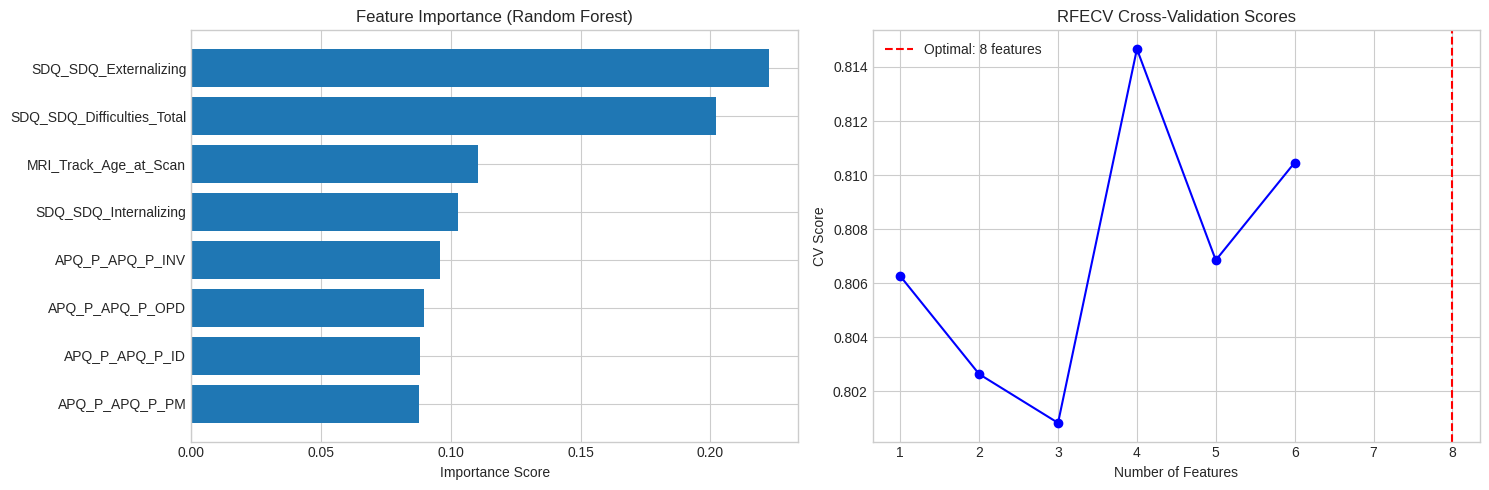 Feature Importance (Random Forest)
SDQ_SDQ_Externalizing
SDQ_SDQ_Difficulties_Total
MRI_Track_Age_at_Scan
SDQ_SDQ_Internalizing
APQ_P_APQ_P_INV
APQ_P_APQ_P_OPD
APQ_P_APQ_P_ID
APQ_P_APQ_P_PM
0.00 0.05 0.10 0.15 0.20
Importance Score
RFECV Cross-Validation Scores
Optimal: 8 features
CV Score
0.814
0.812
0.810
0.808
0.806
0.804
0.802
1 2 3 4 5 6 7 8
Number of Features